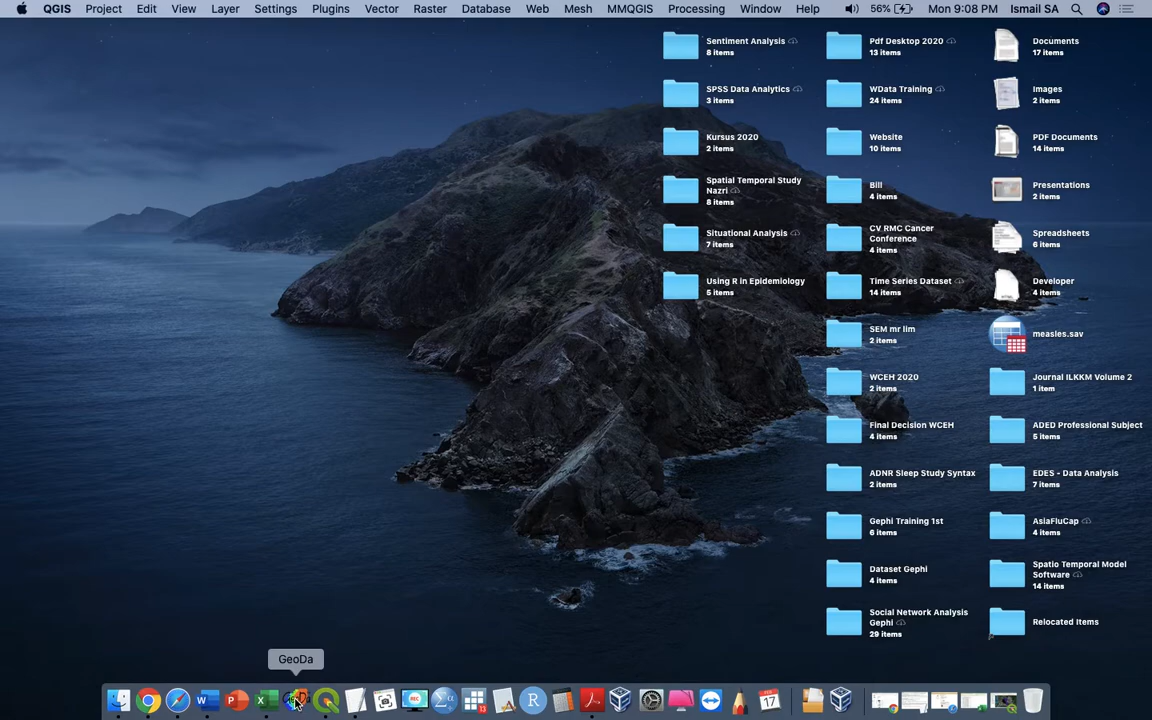 QGIS Project Edit View Layer Settings Plugins Vector Raster Database Web Mesh MMQGIS Processing Window Help 56% Mon 9:08 PM Ismail SA
Sentiment Analysis
8 items
Pdf Desktop 2020
13 items
Documents
17 items
SPSS Data Analytics
3 items
WData Training
24 items
Images
2 items
Kursus 2020
2 items
Website
10 items
PDF Documents
14 items
Spatial Temporal Study
Nazri
8 items
Bill
4 items
Presentations
2 items
Situational Analysis
7 items
CV RMC Cancer
Conference
4 items
Spreadsheets
6 items
Using R in Epidemiology
5 items
Time Series Dataset
14 items
Developer
4 items
SEM mr lim
2 items
measles.sav
WCEH 2020
2 items
Journal ILKKM Volume 2
1 item
Final Decision WCEH
4 items
ADED Professional Subject
5 items
ADNR Sleep Study Syntax
2 items
EDES - Data Analysis
7 items
Gephi Training 1st
6 items
AsiaFluCap
4 items
Dataset Gephi
4 items
Spatio Temporal Model
Software
14 items
Social Network Analysis
Gephi
29 items
Relocated Items
GeoDa